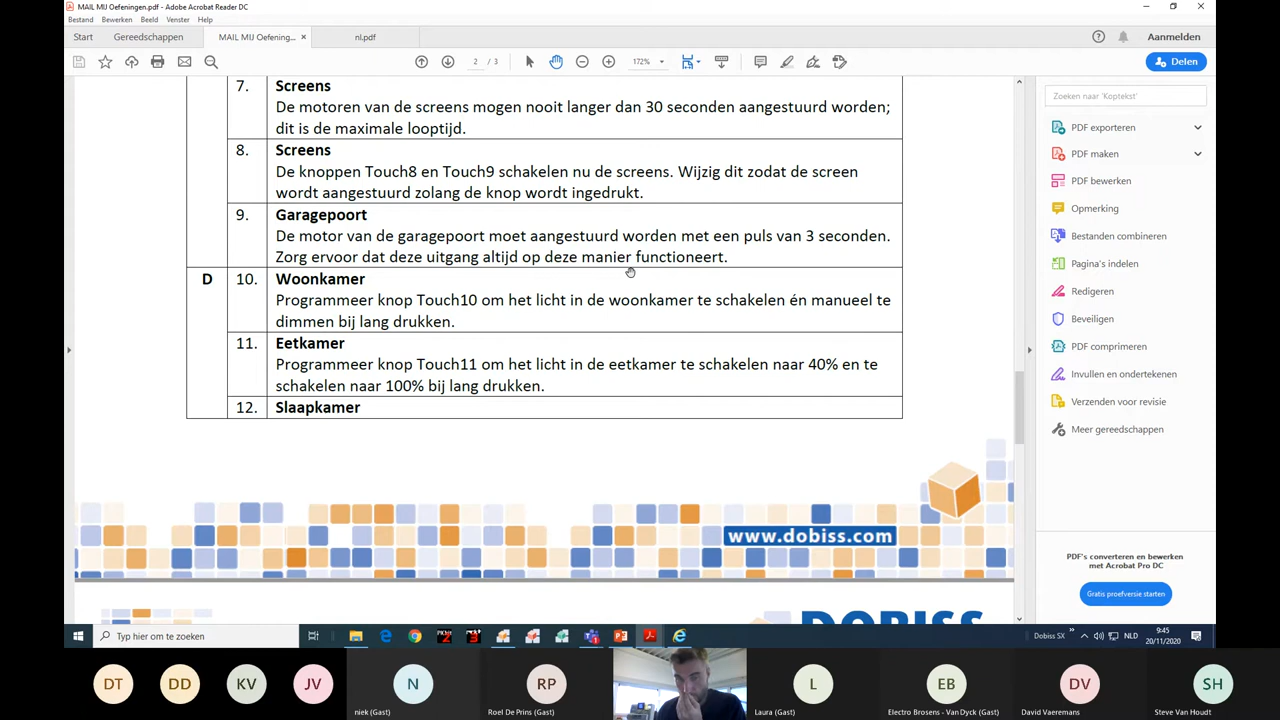 MAIL MIJ Oefeningen.pdf - Adobe Acrobat Reader DC
Bestand Bewerken Beeld Venster Help
Start Gereedschappen MAIL MIJ Oefening... × nl.pdf Aanmelden
2 / 3 172% Delen
7. Screens
De motoren van de screens mogen nooit langer dan 30 seconden aangestuurd worden;
dit is de maximale looptijd.
8. Screens
De knoppen Touch8 en Touch9 schakelen nu de screens. Wijzig dit zodat de screen
wordt aangestuurd zolang de knop wordt ingedrukt.
9. Garagepoort
De motor van de garagepoort moet aangestuurd worden met een puls van 3 seconden.
Zorg ervoor dat deze uitgang altijd op deze manier functioneert.
D 10. Woonkamer
Programmeer knop Touch10 om het licht in de woonkamer te schakelen én manueel te
dimmen bij lang drukken.
11. Eetkamer
Programmeer knop Touch11 om het licht in de eetkamer te schakelen naar 40% en te
schakelen naar 100% bij lang drukken.
12. Slaapkamer
www.dobiss.com
DOBISS
Zoeken naar 'Koptekst'
PDF exporteren
PDF maken
PDF bewerken
Opmerking
Bestanden combineren
Pagina's indelen
Redigeren
Beveiligen
PDF comprimeren
Invullen en ondertekenen
Verzenden voor revisie
Meer gereedschappen
PDF's converteren en bewerken
met Acrobat Pro DC
Gratis proefversie starten
Typ hier om te zoeken
Dobiss SX » NLD 9:45
20/11/2020
DT DD KV JV N RP L EB DV SH
niek (Gast) Roel De Prins (Gast) Laura (Gast) Electro Brosens - Van Dyck (Gast) David Vaeremans Steve Van Houdt